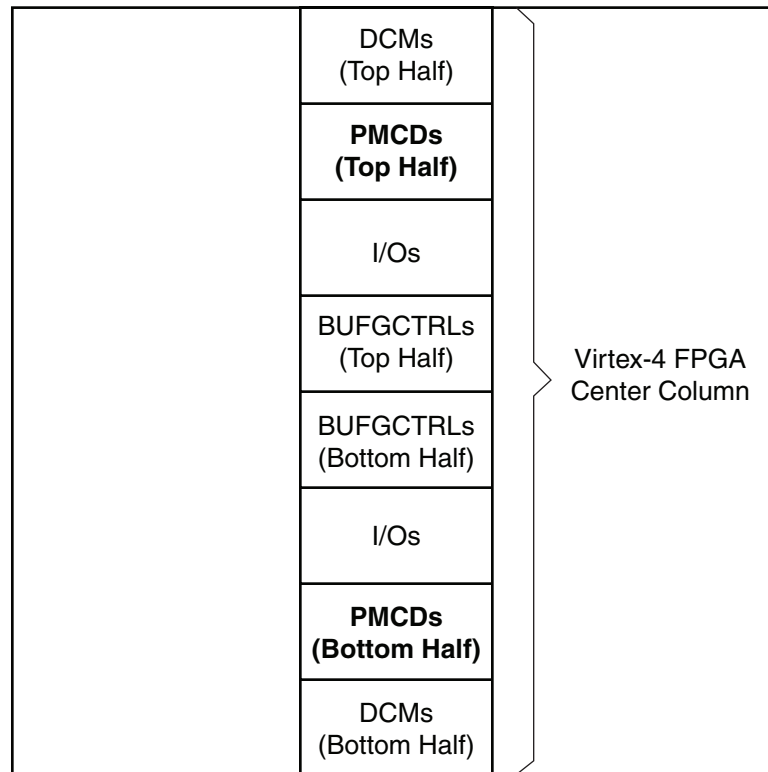 DCMs
(Top Half)
PMCDs
(Top Half)
I/Os
BUFGCTRLs
(Top Half)
Virtex-4 FPGA
Center Column
BUFGCTRLs
(Bottom Half)
I/Os
PMCDs
(Bottom Half)
DCMs
(Bottom Half)